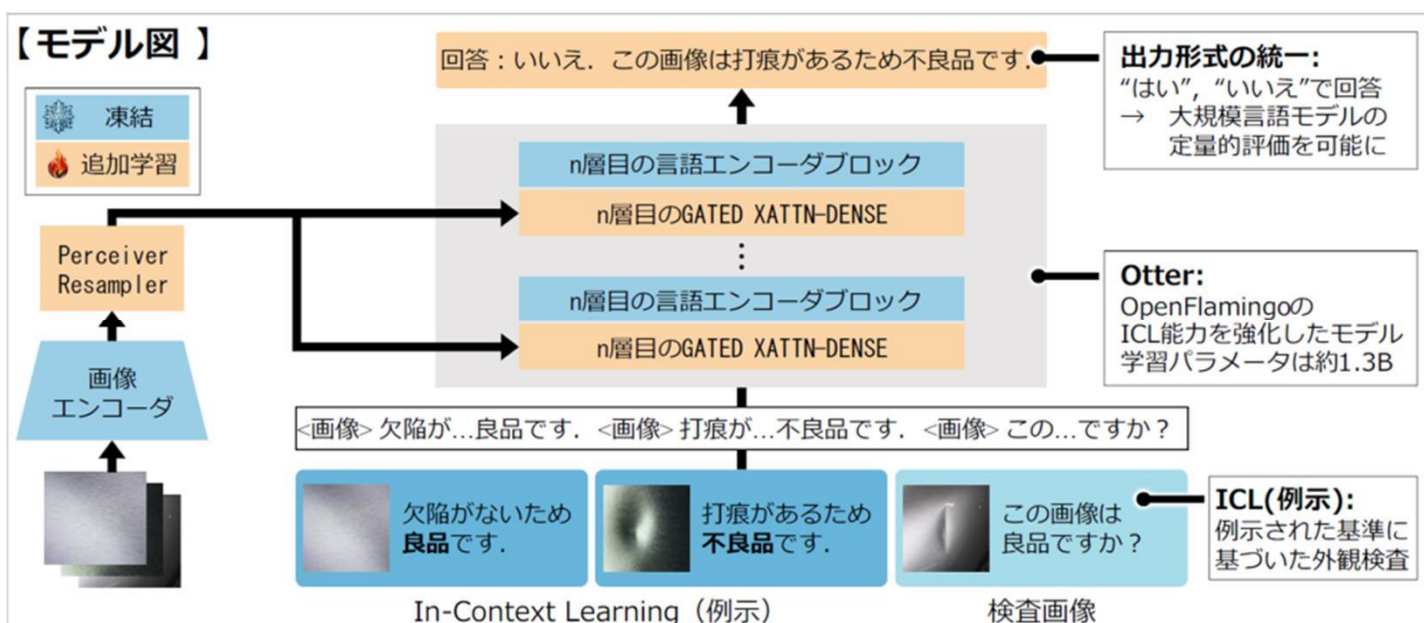 【モデル図 】
凍結
追加学習
回答：いいえ．この画像は打痕があるため不良品です．
出力形式の統一:
“はい”, “いいえ”で回答
→ 大規模言語モデルの
定量的評価を可能に
n層目の言語エンコーダブロック
n層目のGATED XATTN-DENSE
⋮
n層目の言語エンコーダブロック
n層目のGATED XATTN-DENSE
Perceiver
Resampler
画像
エンコーダ
Otter:
OpenFlamingoの
ICL能力を強化したモデル
学習パラメータは約1.3B
<画像> 欠陥が…良品です．<画像> 打痕が…不良品です．<画像> この…ですか？
欠陥がないため
良品です．
打痕があるため
不良品です．
この画像は
良品ですか？
ICL(例示):
例示された基準に
基づいた外観検査
In-Context Learning（例示）
検査画像